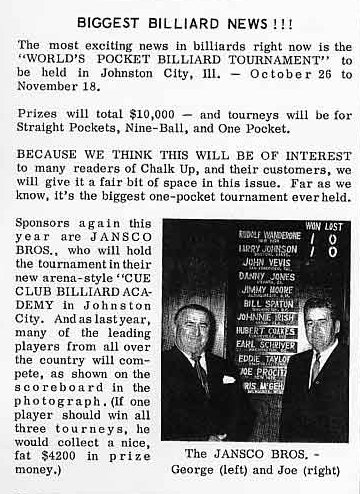 BIGGEST BILLIARD NEWS !!!
The most exciting news in billiards right now is the
"WORLD'S POCKET BILLIARD TOURNAMENT" to
be held in Johnston City, Ill. — October 26 to
November 18.
Prizes will total $10,000 — and tourneys will be for
Straight Pockets, Nine-Ball, and One Pocket.
BECAUSE WE THINK THIS WILL BE OF INTEREST
to many readers of Chalk Up, and their customers, we
will give it a fair bit of space in this issue. Far as we
know, it's the biggest one-pocket tournament ever held.
Sponsors again this
year are JANSCO
BROS., who will hold
the tournament in their
new arena-style "CUE
CLUB BILLIARD ACA-
DEMY in Johnston
City. And as last year,
many of the leading
players from all over
the country will com-
pete, as shown on the
scoreboard in the
photograph. (If one
player should win all
three tourneys, he
would collect a nice,
fat $4200 in prize
money.)
WON LOST
RUDOLF WANDERONE 1 0
HARRY JOHNSON 1 0
JOHN VEVIS
DANNY JONES
JIMMY MOORE
BILL SPATON
JOHNNIE IRISH
HUBERT COAKES
EARL SCHRIVER
EDDIE TAYLOR
JOE PROCIT
The JANSCO BROS. -
George (left) and Joe (right)